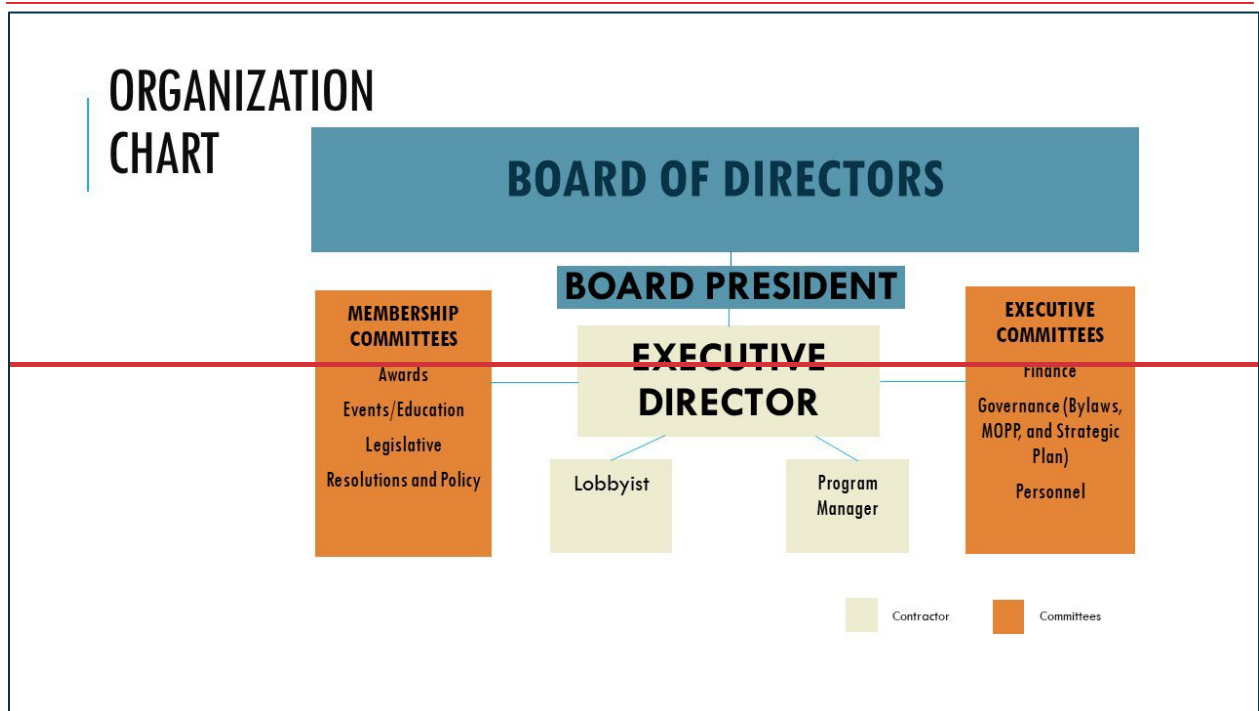 ORGANIZATION
CHART
BOARD OF DIRECTORS
BOARD PRESIDENT
MEMBERSHIP
COMMITTEES
Awards
Events/Education
Legislative
Resolutions and Policy
EXECUTIVE
DIRECTOR
EXECUTIVE
COMMITTEES
Finance
Governance (Bylaws,
MOPP, and Strategic
Plan)
Personnel
Lobbyist
Program
Manager
Contractor
Committees